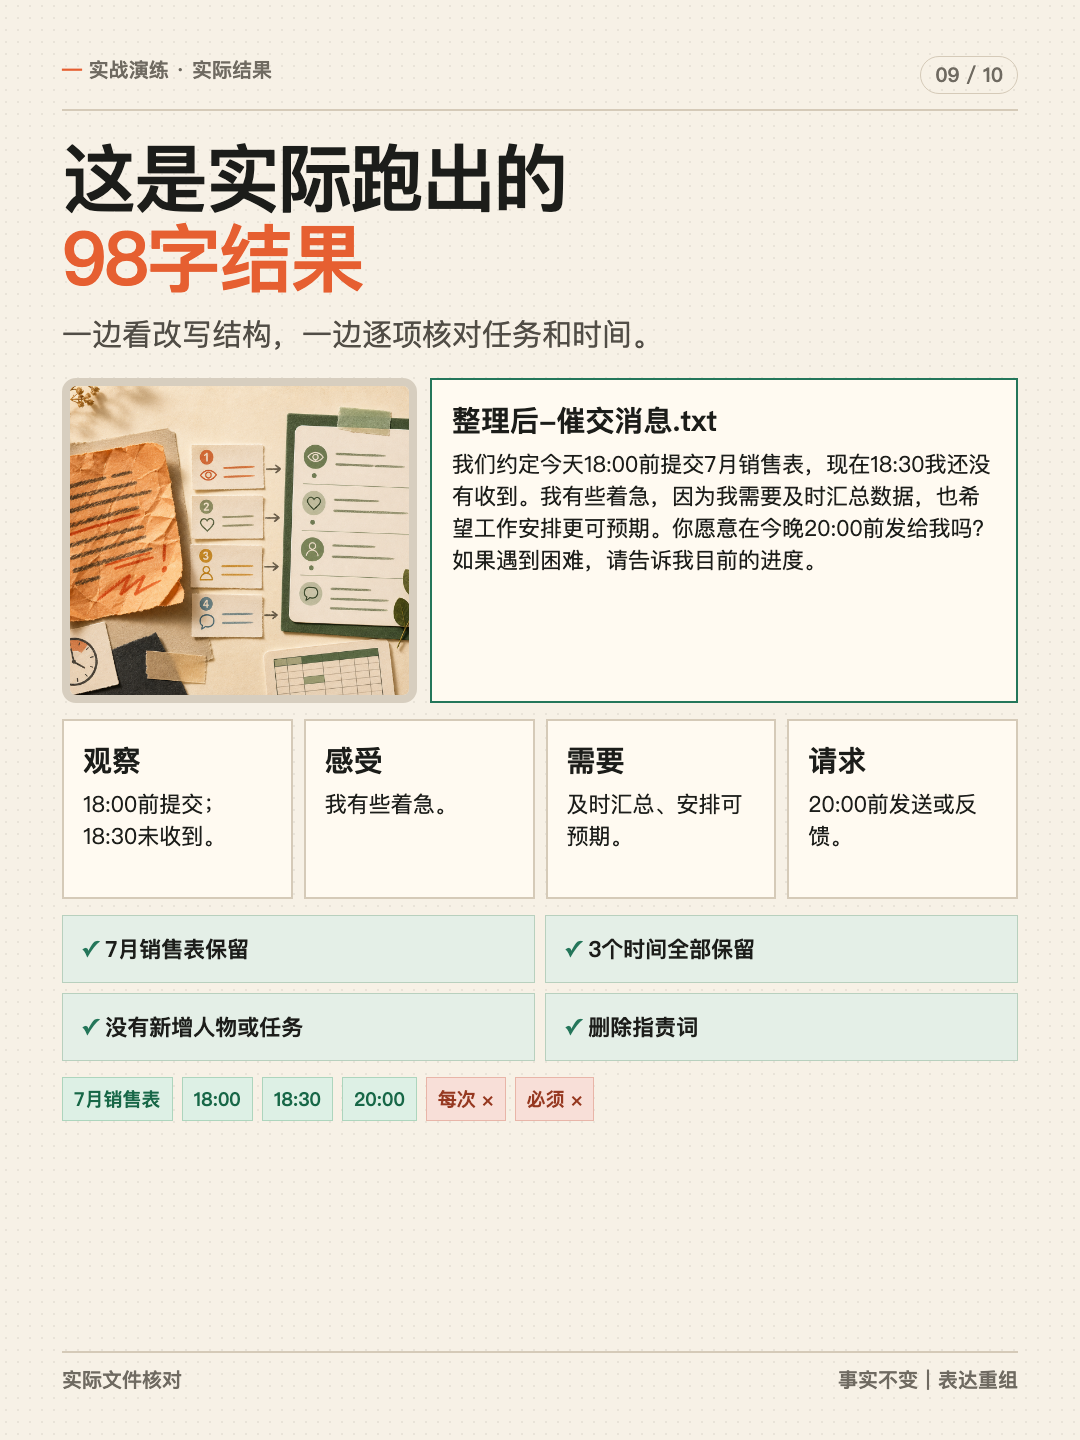 — 实战演练 · 实际结果
09 / 10
这是实际跑出的
98字结果
一边看改写结构，一边逐项核对任务和时间。
1
2
3
4
整理后–催交消息.txt
我们约定今天18:00前提交7月销售表，现在18:30我还没
有收到。我有些着急，因为我需要及时汇总数据，也希
望工作安排更可预期。你愿意在今晚20:00前发给我吗？
如果遇到困难，请告诉我目前的进度。
观察
18:00前提交；
18:30未收到。
感受
我有些着急。
需要
及时汇总、安排可
预期。
请求
20:00前发送或反
馈。
✓ 7月销售表保留
✓ 3个时间全部保留
✓ 没有新增人物或任务
✓ 删除指责词
7月销售表
18:00
18:30
20:00
每次 ×
必须 ×
实际文件核对
事实不变｜表达重组